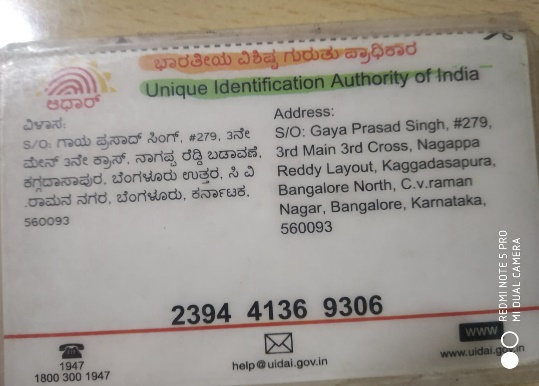 ಭಾರತೀಯ ವಿಶಿಷ್ಟ ಗುರುತು ಪ್ರಾಧಿಕಾರ
Unique Identification Authority of India
ಆಧಾರ್
ವಿಳಾಸ:
S/O: ಗಾಯ ಪ್ರಸಾದ್ ಸಿಂಗ್, #279, 3ನೇ
ಮೇನ್ 3ನೇ ಕ್ರಾಸ್, ನಾಗಪ್ಪ ರೆಡ್ಡಿ ಬಡಾವಣೆ,
ಕಗ್ಗದಾಸಾಪುರ, ಬೆಂಗಳೂರು ಉತ್ತರ, ಸಿ ವಿ
.ರಾಮನ ನಗರ, ಬೆಂಗಳೂರು, ಕರ್ನಾಟಕ,
560093
Address:
S/O: Gaya Prasad Singh, #279,
3rd Main 3rd Cross, Nagappa
Reddy Layout, Kaggadasapura,
Bangalore North, C.v.raman
Nagar, Bangalore, Karnataka,
560093
2394 4136 9306
1947
1800 300 1947
help@uidai.gov.in
WWW
www.uidai.gov.in
REDMI NOTE 5 PRO
MI DUAL CAMERA